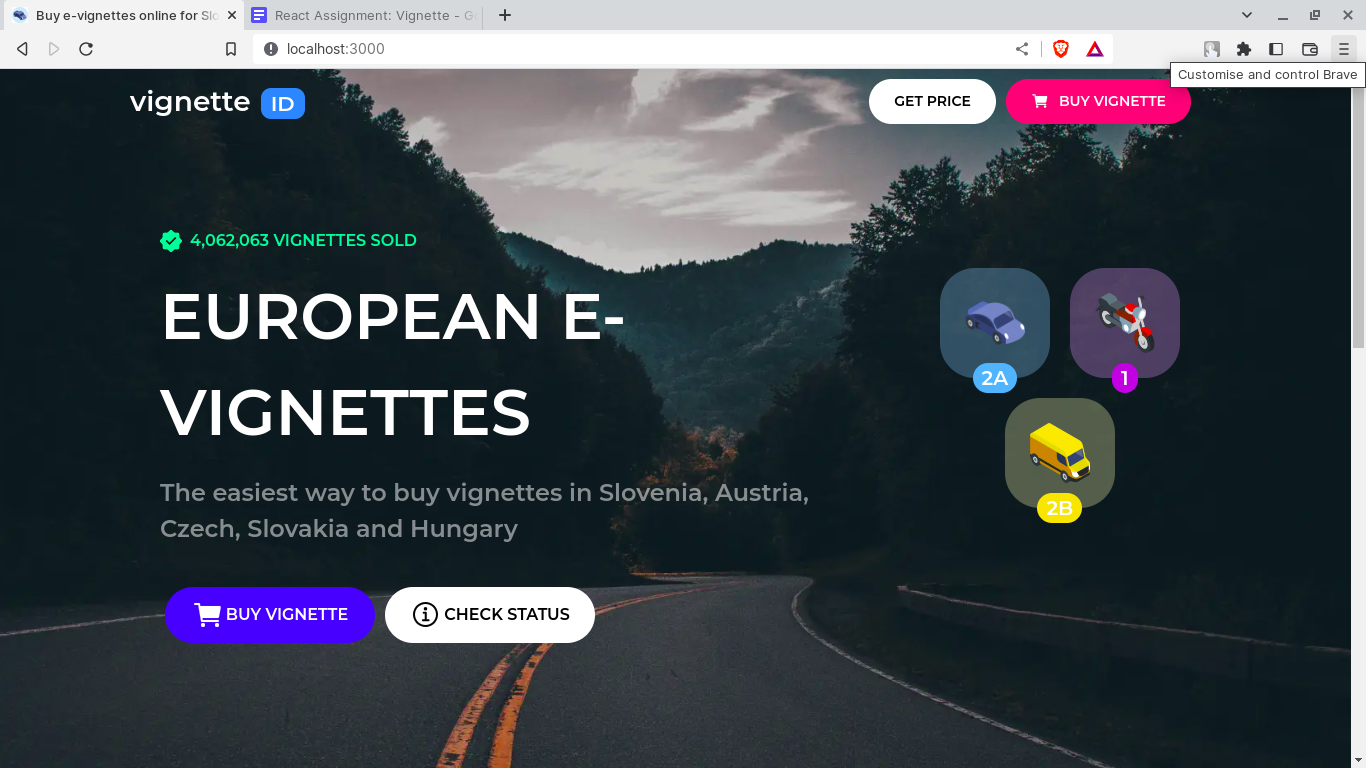 Buy e-vignettes online for Slo
React Assignment: Vignette - G
localhost:3000
Customise and control Brave
vignette ID
GET PRICE
BUY VIGNETTE
4,062,063 VIGNETTES SOLD
EUROPEAN E-
VIGNETTES
The easiest way to buy vignettes in Slovenia, Austria,
Czech, Slovakia and Hungary
2A
1
2B
BUY VIGNETTE
CHECK STATUS